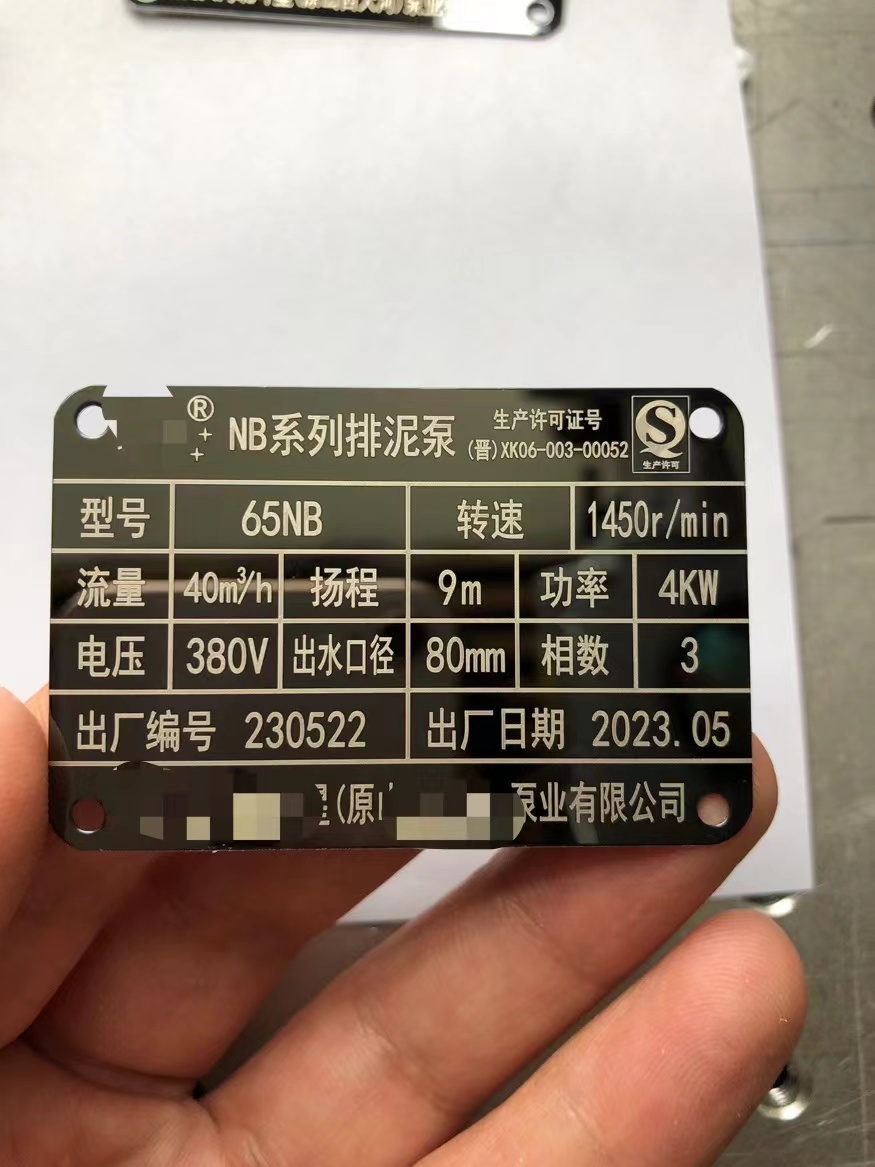 ® NB系列排泥泵 生产许可证号
(晋)XK06-003-00052 生产许可
型号 65NB 转速 1450r/min
流量 40m³/h 扬程 9m 功率 4KW
电压 380V 出水口径 80mm 相数 3
出厂编号 230522 出厂日期 2023.05
(原 泵业有限公司